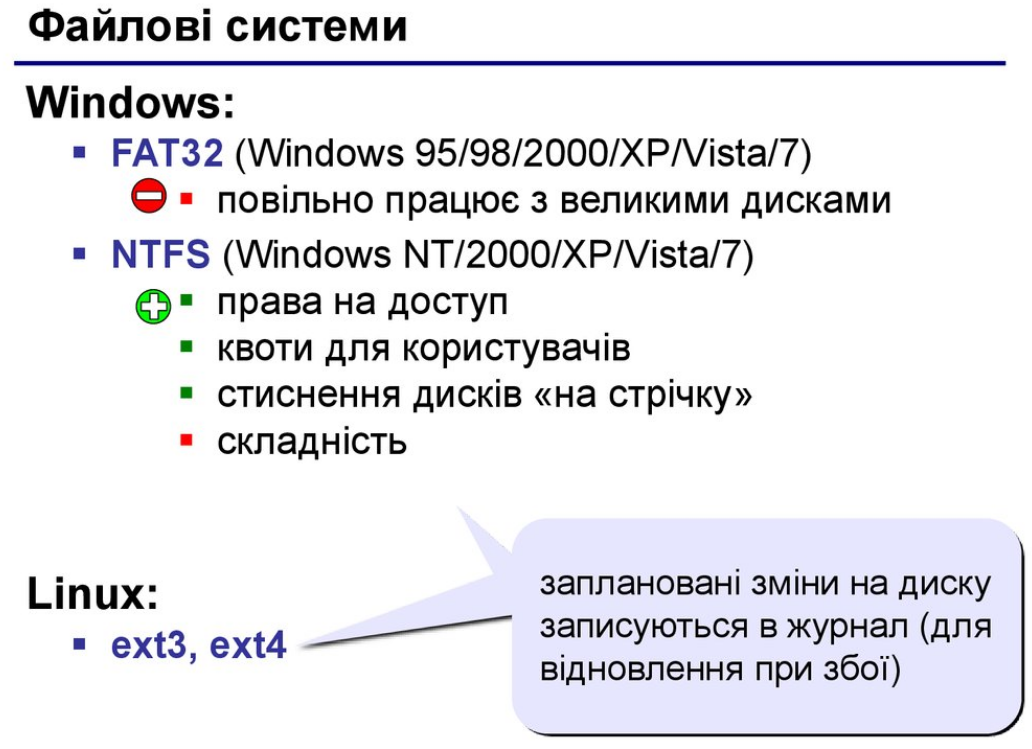 Файлові системи
Windows:
FAT32 (Windows 95/98/2000/XP/Vista/7)
повільно працює з великими дисками
NTFS (Windows NT/2000/XP/Vista/7)
права на доступ
квоти для користувачів
стиснення дисків «на стрічку»
складність
Linux:
ext3, ext4
заплановані зміни на диску
записуються в журнал (для
відновлення при збої)